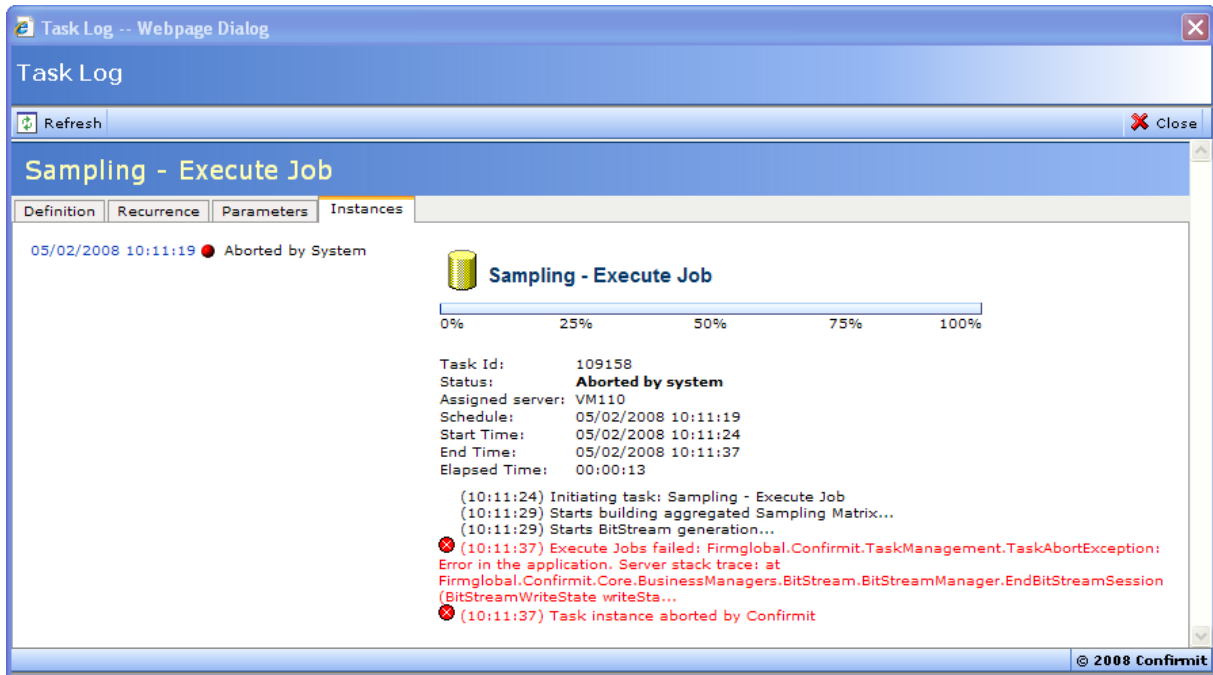 Task Log -- Webpage Dialog
Task Log
Refresh
Close
Sampling - Execute Job
Definition Recurrence Parameters Instances
05/02/2008 10:11:19 Aborted by System
Sampling - Execute Job
0% 25% 50% 75% 100%
Task Id: 109158
Status: Aborted by system
Assigned server: VM110
Schedule: 05/02/2008 10:11:19
Start Time: 05/02/2008 10:11:24
End Time: 05/02/2008 10:11:37
Elapsed Time: 00:00:13
(10:11:24) Initiating task: Sampling - Execute Job
(10:11:29) Starts building aggregated Sampling Matrix...
(10:11:29) Starts BitStream generation...
(10:11:37) Execute Jobs failed: Firmglobal.Confirmit.TaskManagement.TaskAbortException:
Error in the application. Server stack trace: at
Firmglobal.Confirmit.Core.BusinessManagers.BitStream.BitStreamManager.EndBitStreamSession
(BitStreamWriteState writeSta...
(10:11:37) Task instance aborted by Confirmit
© 2008 Confirmit